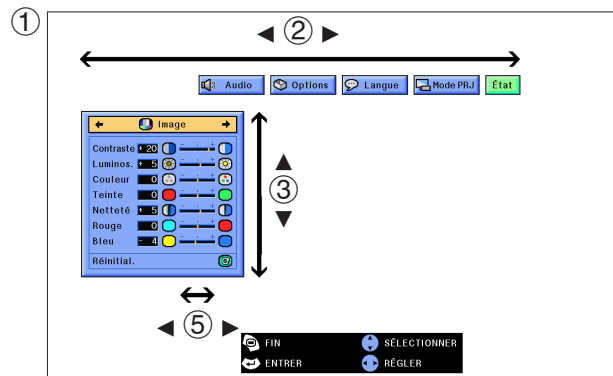 ①
◀ ② ▶
Audio Options Langue Mode PRJ État
Image
Contraste + 20
Luminos. + 5
Couleur 0
Teinte 0
Netteté + 5
Rouge 0
Bleu - 4
Réinitial.
▲
③
▼
◀ ⑤ ▶
FIN SÉLECTIONNER
ENTRER RÉGLER